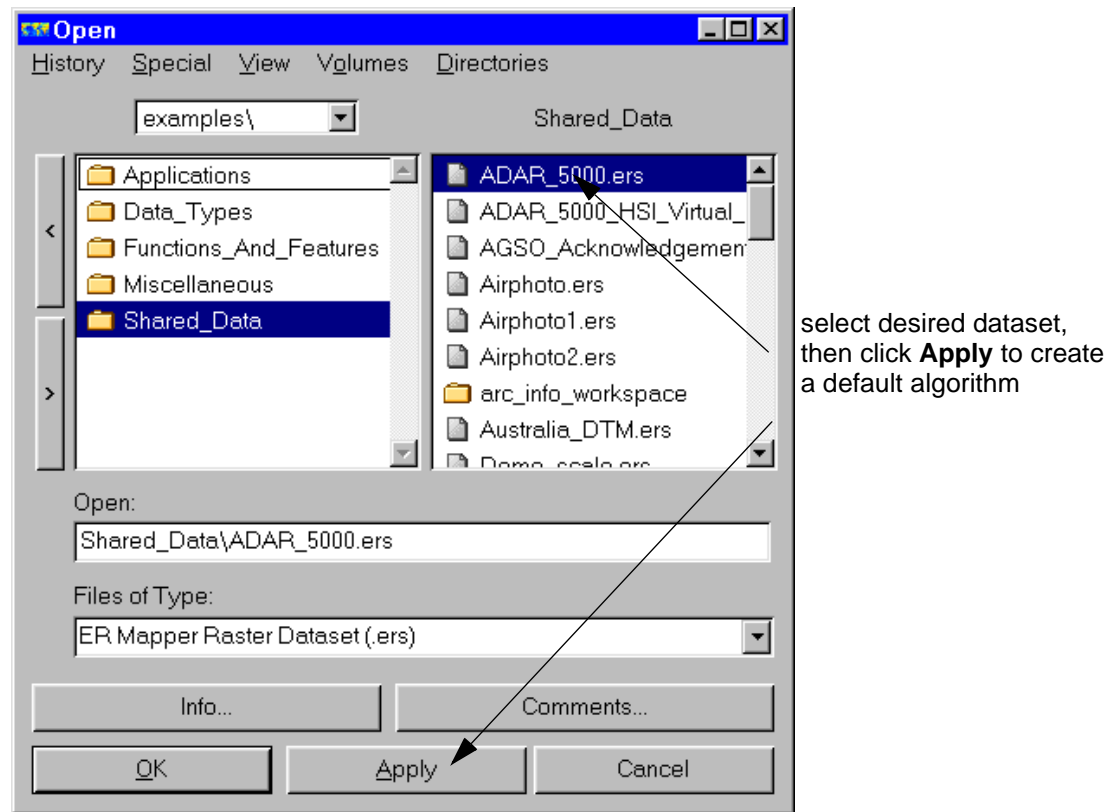 Open
History Special View Volumes Directories
examples\ Shared_Data
<
>
Applications
Data_Types
Functions_And_Features
Miscellaneous
Shared_Data
ADAR_5000.ers
ADAR_5000_HSI_Virtual_
AGSO_Acknowledgemen
Airphoto.ers
Airphoto1.ers
Airphoto2.ers
arc_info_workspace
Australia_DTM.ers
select desired dataset,
then click Apply to create
a default algorithm
Open:
Shared_Data\ADAR_5000.ers
Files of Type:
ER Mapper Raster Dataset (.ers)
Info... Comments...
OK Apply Cancel